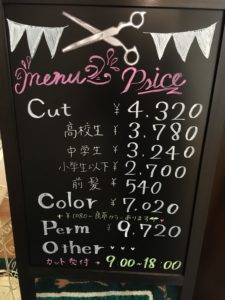 menu & Price
Cut ¥4.320
高校生 ¥3.780
中学生 ¥3.240
小学生以下 ¥2,700
前髪 ¥540
Color ¥7.020
Perm ¥9.720
Other
カット受付 → 9:00~18:00